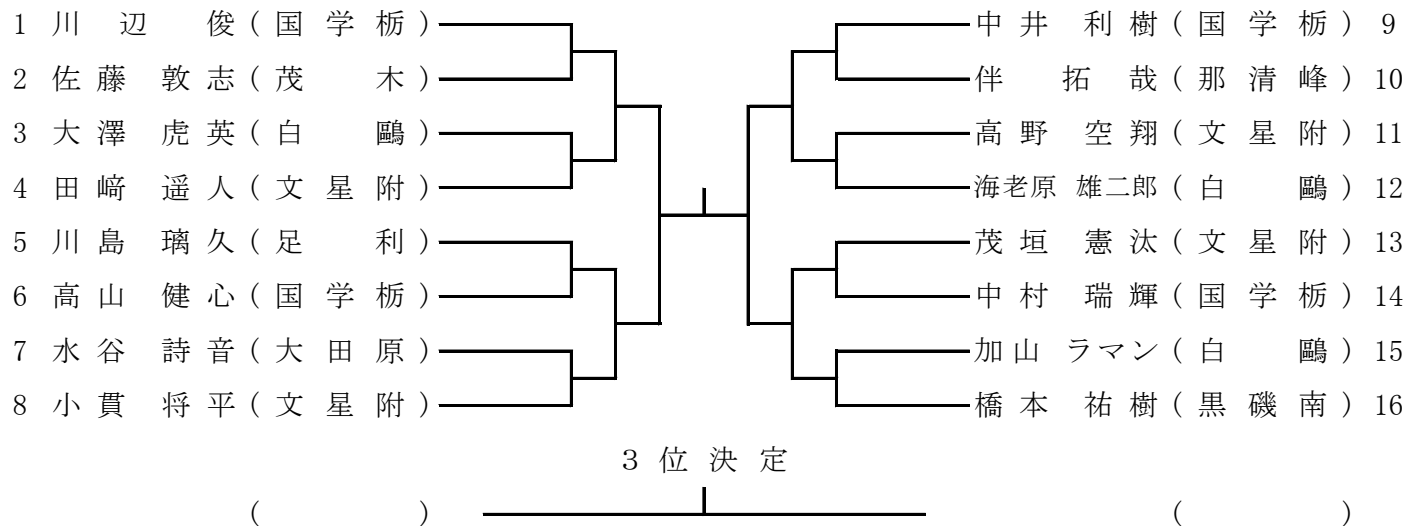 1 川辺 俊 (国学栃)
2 佐藤 敦志 (茂木)
3 大澤 虎英 (白鷗)
4 田﨑 遥人 (文星附)
5 川島 璃久 (足利)
6 高山 健心 (国学栃)
7 水谷 詩音 (大田原)
8 小貫 将平 (文星附)
中井 利樹 (国学栃) 9
伴 拓哉 (那清峰) 10
高野 空翔 (文星附) 11
海老原 雄二郎 (白鷗) 12
茂垣 憲汰 (文星附) 13
中村 瑞輝 (国学栃) 14
加山 ラマン (白鷗) 15
橋本 祐樹 (黒磯南) 16
3位決定
( ) ( )